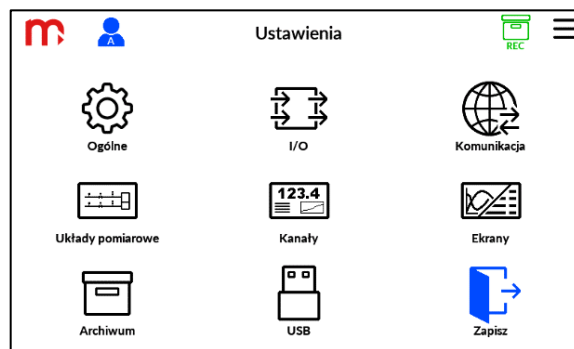 m
A
Ustawienia
REC
Ogólne
I/O
Komunikacja
123.4
Układy pomiarowe
Kanały
Ekrany
Archiwum
USB
Zapisz